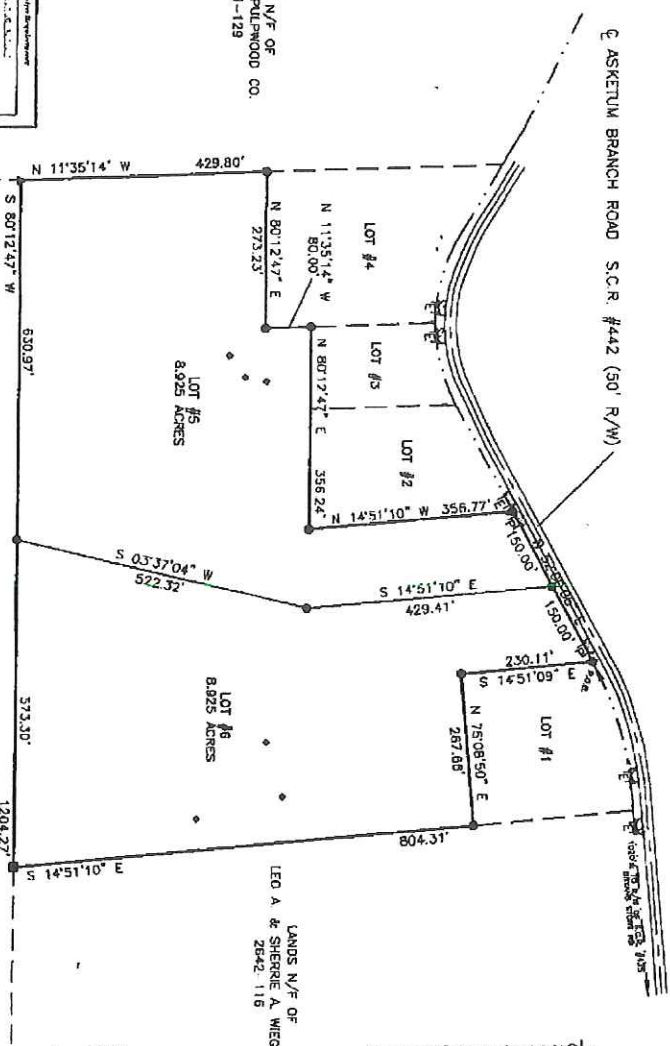 ℄ ASKETUM BRANCH ROAD S.C.R. #442 (50' R/W)
N/F OF
PULPWOOD CO.
-129
N 11°35'14" W 429.80'
N 80°12'47" E
273.23'
N 11°35'14" W
80.00'
LOT #4
LOT #3
LOT #2
N 80°12'47" E 356.24'
N 14°51'10" W 356.77'
150.00'
150.00'
230.11'
S 14°51'09" E
LOT #1
N 75°08'50" E
267.68'
LOT #5
8.925 ACRES
S 03°37'04" W
522.32'
S 14°51'10" E
429.41'
LOT #6
8.925 ACRES
804.31'
S 14°51'10" E
LANDS N/F OF
LEO A. & SHERRIE A. WIEG
2642-116
S 80°12'47" W 630.97'
573.30'
1204.27'